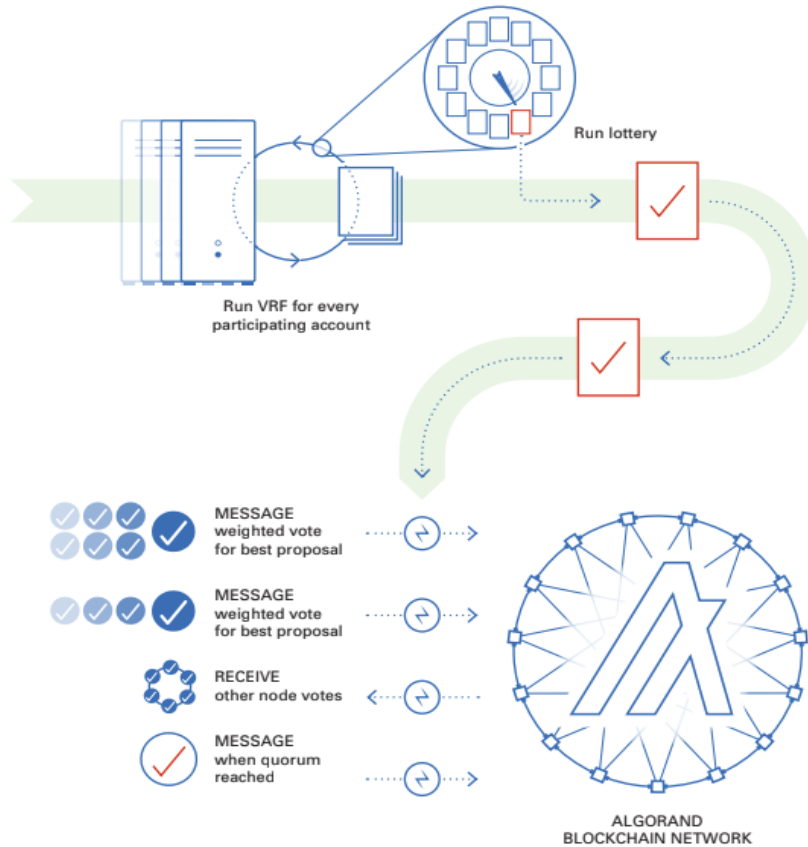 Run lottery
Run VRF for every
participating account
MESSAGE
weighted vote
for best proposal
MESSAGE
weighted vote
for best proposal
RECEIVE
other node votes
MESSAGE
when quorum
reached
ALGORAND
BLOCKCHAIN NETWORK